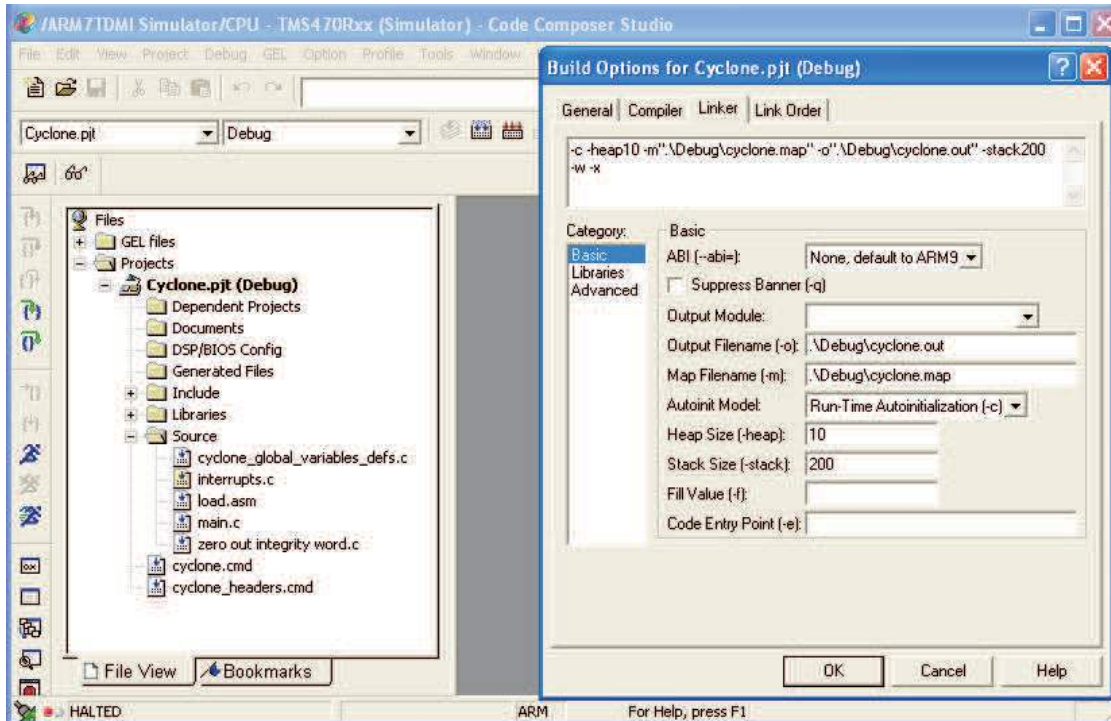 /ARM7TDMI Simulator/CPU - TMS470Rxx (Simulator) - Code Composer Studio
File Edit View Project Debug GEL Option Profile Tools Window
Cyclone.pjt Debug
Files
GEL files
Projects
Cyclone.pjt (Debug)
Dependent Projects
Documents
DSP/BIOS Config
Generated Files
Include
Libraries
Source
cyclone_global_variables_defs.c
interrupts.c
load.asm
main.c
zero out integrity word.c
cyclone.cmd
cyclone_headers.cmd
File View Bookmarks
HALTED ARM For Help, press F1
Build Options for Cyclone.pjt (Debug)
General Compiler Linker Link Order
-c -heap10 -m".\Debug\cyclone.map" -o".\Debug\cyclone.out" -stack200
-w -x
Category: Basic
Basic
Libraries
Advanced
ABI (--abi=): None, default to ARM9
Suppress Banner (-q)
Output Module:
Output Filename (-o): .\Debug\cyclone.out
Map Filename (-m): .\Debug\cyclone.map
Autoinit Model: Run-Time Autoinitialization (-c)
Heap Size (-heap): 10
Stack Size (-stack): 200
Fill Value (-f):
Code Entry Point (-e):
OK Cancel Help